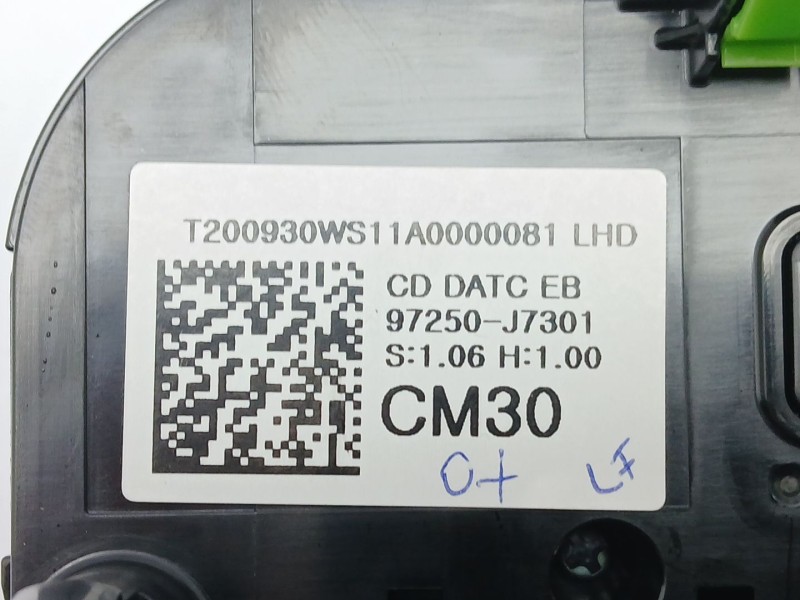 T200930WS11A0000081 LHD
CD DATC EB
97250-J7301
S:1.06 H:1.00
CM30